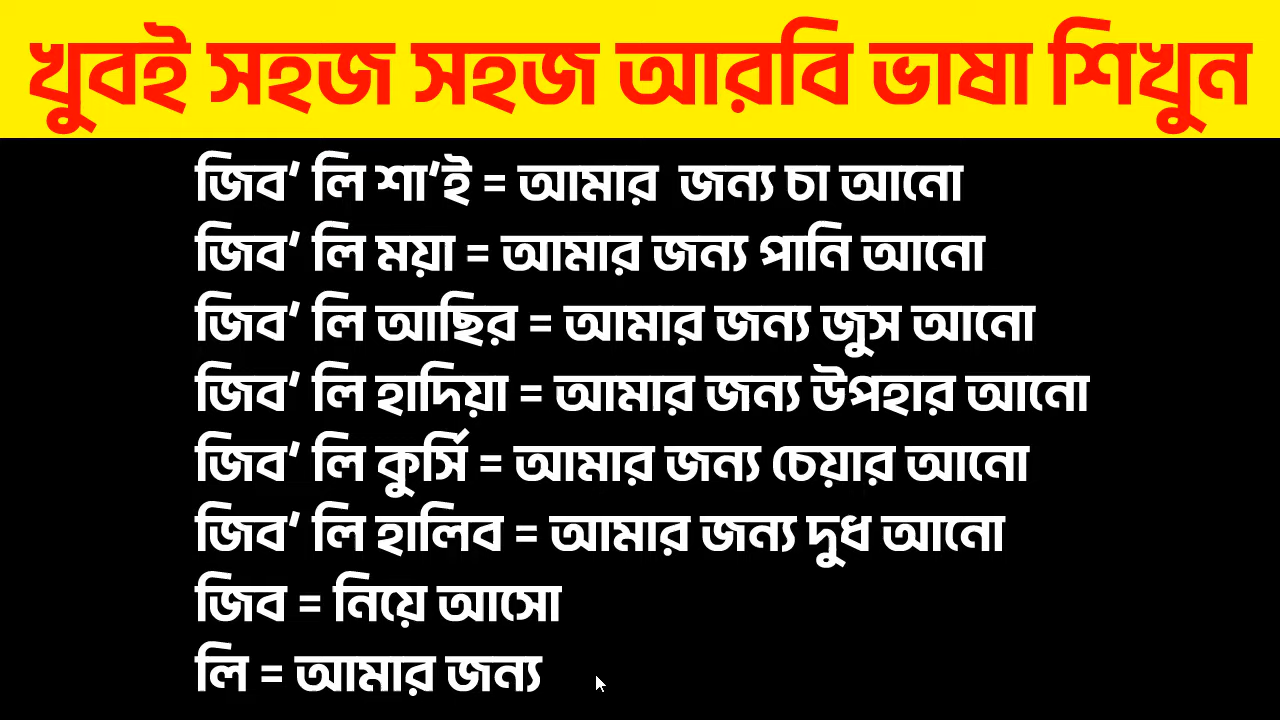 খুবই সহজ সহজ আরবি ভাষা শিখুন
জিব’ লি শা’ই = আমার জন্য চা আনো
জিব’ লি ময়া = আমার জন্য পানি আনো
জিব’ লি আছির = আমার জন্য জুস আনো
জিব’ লি হাদিয়া = আমার জন্য উপহার আনো
জিব’ লি কুর্সি = আমার জন্য চেয়ার আনো
জিব’ লি হালিব = আমার জন্য দুধ আনো
জিব = নিয়ে আসো
লি = আমার জন্য